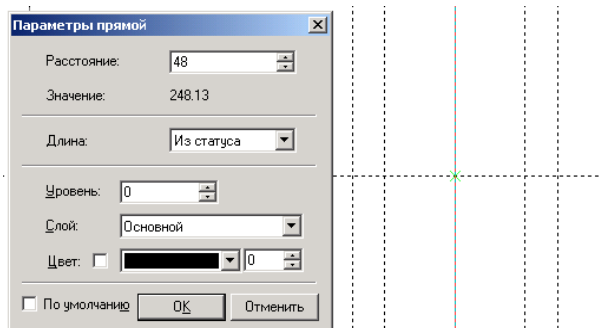 Параметры прямой
Расстояние: 48
Значение: 248.13
Длина: Из статуса
Уровень: 0
Слой: Основной
Цвет: 0
По умолчанию OK Отменить